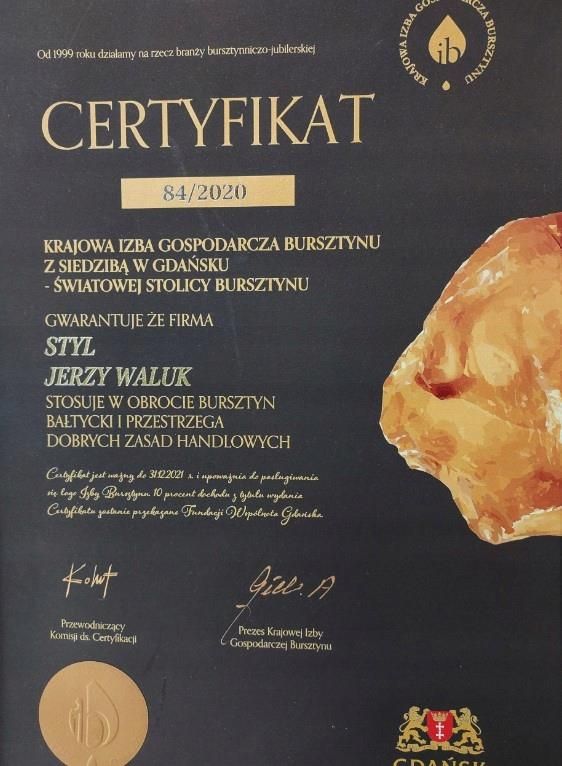 Od 1999 roku działamy na rzecz branży bursztynniczo-jubilerskiej
KRAJOWA IZBA GOSPODARCZA BURSZTYNU
ib
CERTYFIKAT
84/2020
KRAJOWA IZBA GOSPODARCZA BURSZTYNU
Z SIEDZIBĄ W GDAŃSKU
- ŚWIATOWEJ STOLICY BURSZTYNU
GWARANTUJE ŻE FIRMA
STYL
JERZY WALUK
STOSUJE W OBROCIE BURSZTYN
BAŁTYCKI I PRZESTRZEGA
DOBRYCH ZASAD HANDLOWYCH
Certyfikat jest ważny do 31.12.2021 r. i upoważnia do posługiwania
się logo Izby Bursztynu. 10 procent dochodu z tytułu wydania
Certyfikatu zostanie przekazane Fundacji Wspólnota Gdańska.
Przewodniczący
Komisji ds. Certyfikacji
Prezes Krajowej Izby
Gospodarczej Bursztynu
ib
GDAŃSK